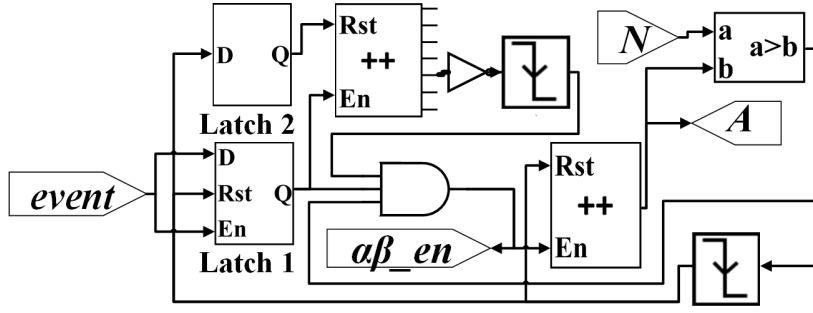 D
Q
Latch 2
Rst
++
En
N
a
b
a>b
A
event
D
Rst
En
Q
Latch 1
αβ_en
Rst
++
En